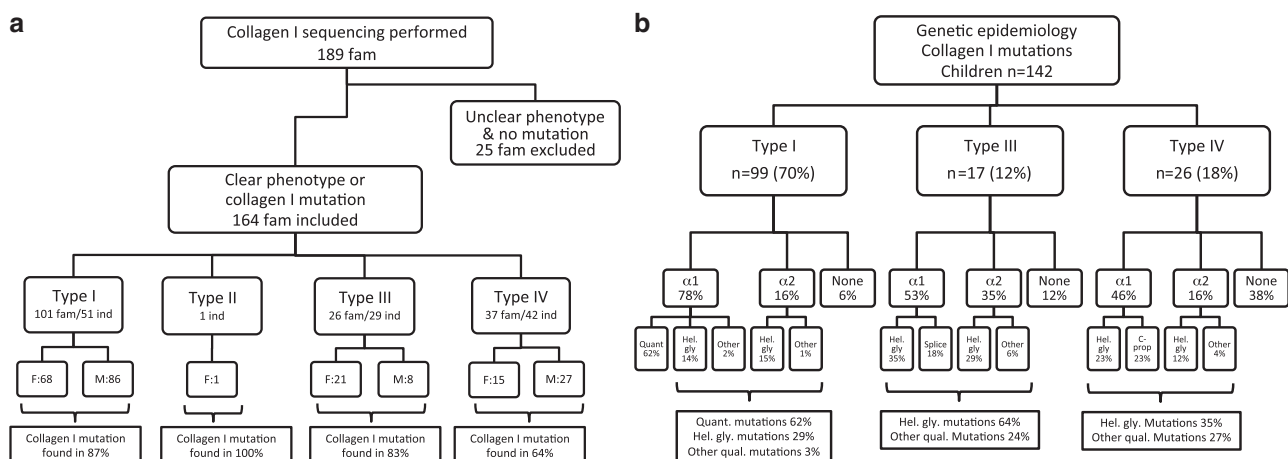 a
Collagen I sequencing performed
189 fam
Unclear phenotype
& no mutation
25 fam excluded
Clear phenotype or
collagen I mutation
164 fam included
Type I
101 fam/51 ind
Type II
1 ind
Type III
26 fam/29 ind
Type IV
37 fam/42 ind
F:68
M:86
F:1
F:21
M:8
F:15
M:27
Collagen I mutation
found in 87%
Collagen I mutation
found in 100%
Collagen I mutation
found in 83%
Collagen I mutation
found in 64%
b
Genetic epidemiology
Collagen I mutations
Children n=142
Type I
n=99 (70%)
Type III
n=17 (12%)
Type IV
n=26 (18%)
α1
78%
α2
16%
None
6%
α1
53%
α2
35%
None
12%
α1
46%
α2
16%
None
38%
Quant
62%
Hel.
gly
14%
Other
2%
Hel.
gly
15%
Other
1%
Hel.
gly
35%
Splice
18%
Hel.
gly
29%
Other
6%
Hel.
gly
23%
C-
prop
23%
Hel.
gly
12%
Other
4%
Quant. mutations 62%
Hel. gly. mutations 29%
Other qual. mutations 3%
Hel. gly. mutations 64%
Other qual. Mutations 24%
Hel. gly. Mutations 35%
Other qual. Mutations 27%